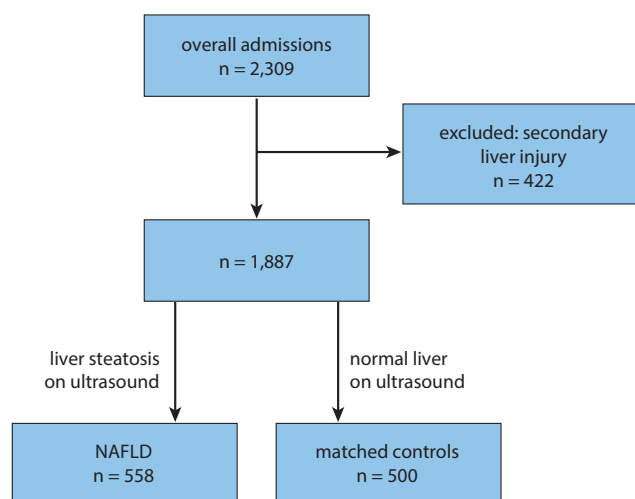 overall admissions
n = 2,309
excluded: secondary
liver injury
n = 422
n = 1,887
liver steatosis
on ultrasound
normal liver
on ultrasound
NAFLD
n = 558
matched controls
n = 500